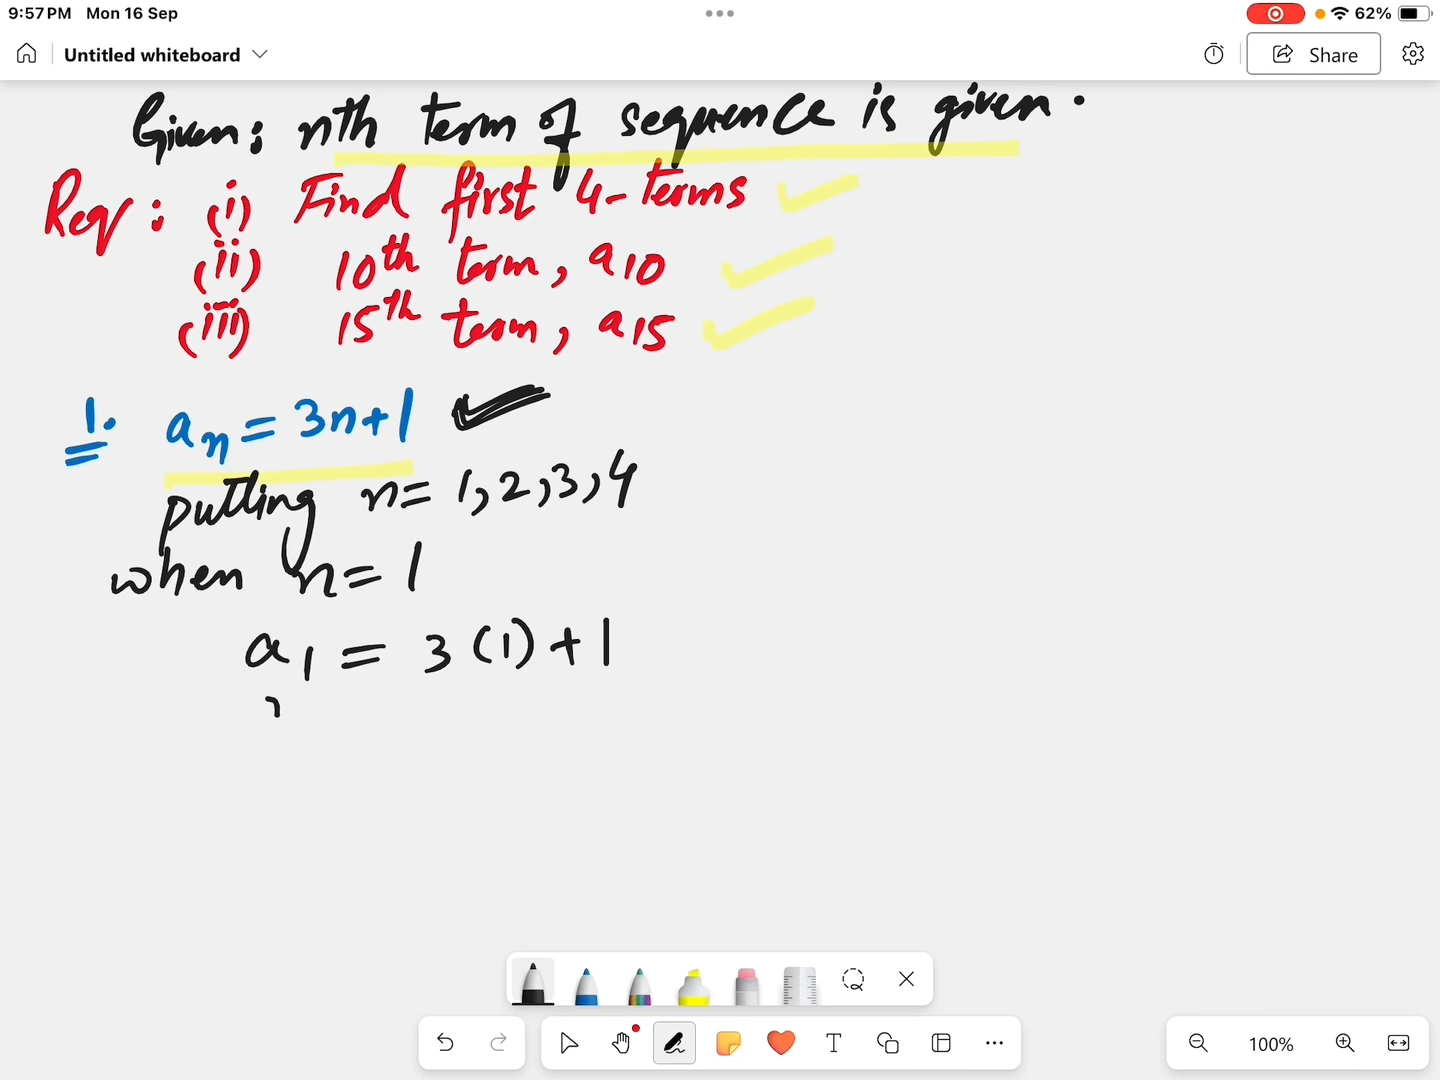 9:57 PM Mon 16 Sep 62%
Untitled whiteboard Share
Given: nth term of sequence is given.
Req: (i) Find first 4-terms
(ii) 10th term, a10
(iii) 15th term, a15
1. an = 3n+1
putting n= 1,2,3,4
when n= 1
a1 = 3(1)+1
T
100%